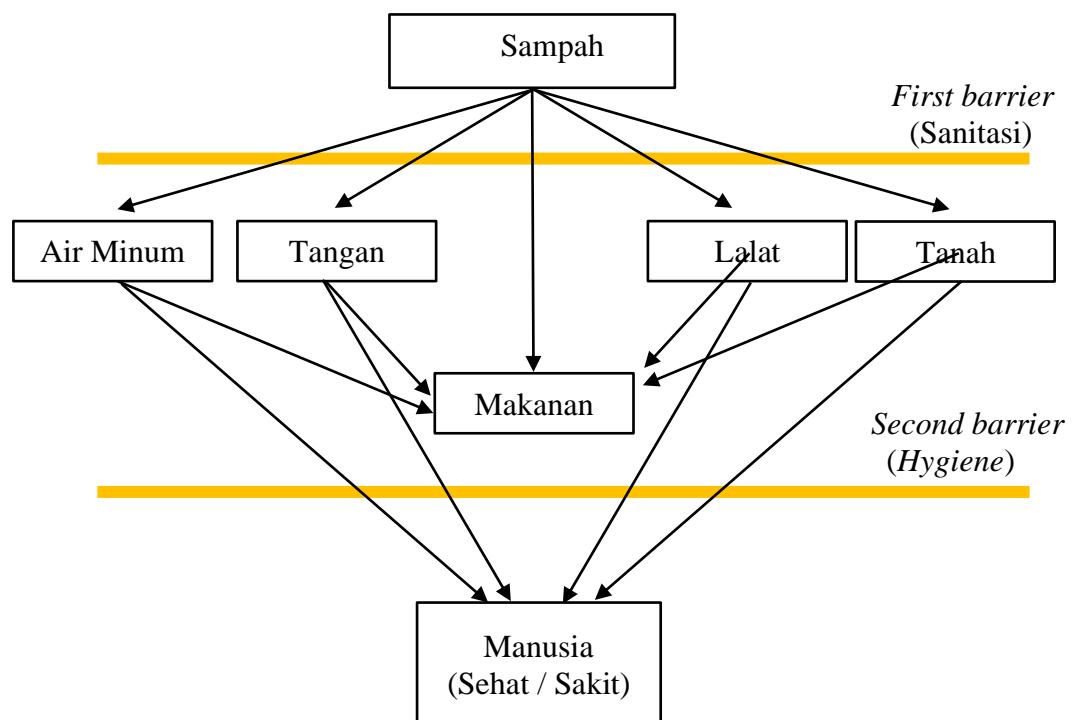 Sampah
First barrier
(Sanitasi)
Air Minum
Tangan
Lalat
Tanah
Makanan
Second barrier
(Hygiene)
Manusia
(Sehat / Sakit)